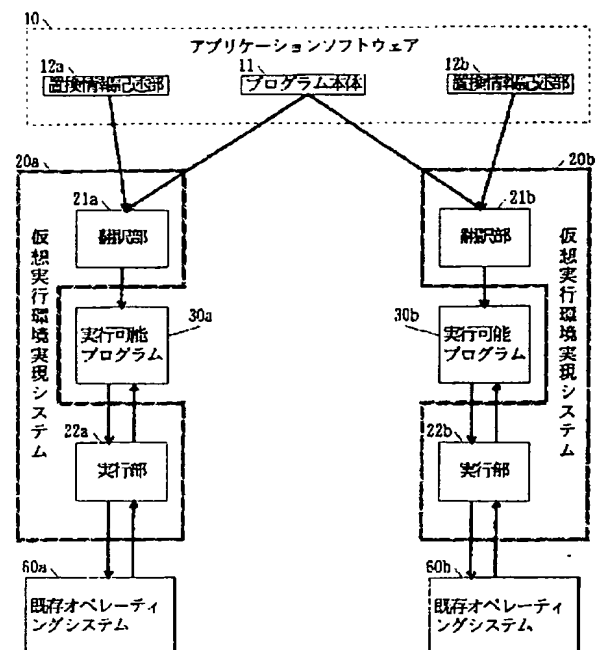 10
アプリケーションソフトウェア
12a
11
12b
置換情報記述部
プログラム本体
置換情報記述部
20a
20b
21a
21b
翻訳部
翻訳部
仮想実行環境実現システム
仮想実行環境実現システム
30a
30b
実行可能
プログラム
実行可能
プログラム
22a
22b
実行部
実行部
60a
60b
既存オペレーティ
ングシステム
既存オペレーティ
ングシステム